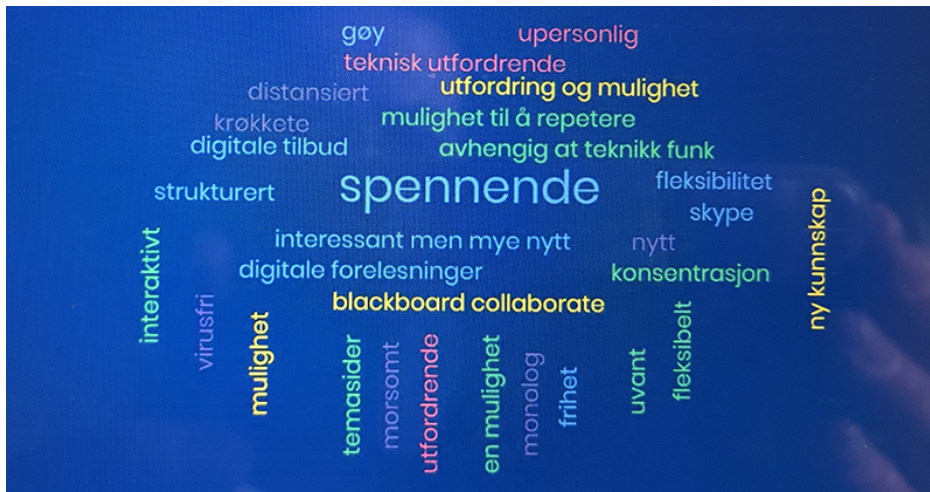 gøy
upersonlig
teknisk utfordrende
utfordring og mulighet
distansiert
mulighet til å repetere
krøkkete
digitale tilbud
avhengig at teknikk funk
spennende
fleksibilitet
strukturert
skype
interessant men mye nytt
nytt
digitale forelesninger
konsentrasjon
blackboard collaborate
interaktivt
virusfri
mulighet
temasider
morsomt
utfordrende
en mulighet
monolog
frihet
uvant
fleksibelt
ny kunnskap